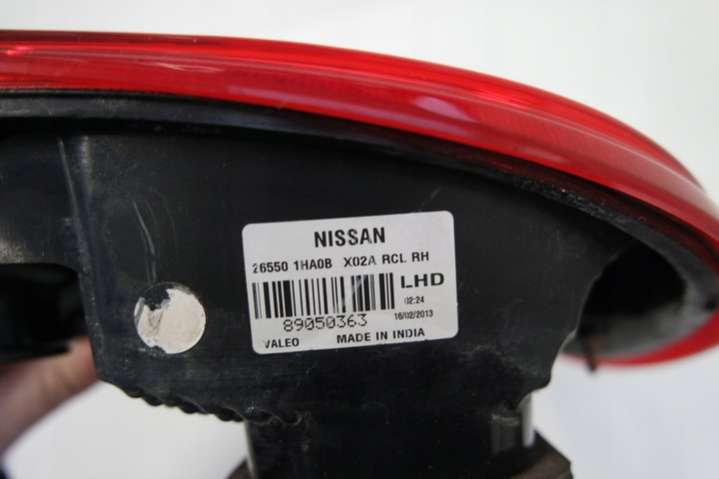 NISSAN
26550 1HA0B X02A RCL RH
LHD
02:24
89050363 16/02/2013
VALEO MADE IN INDIA